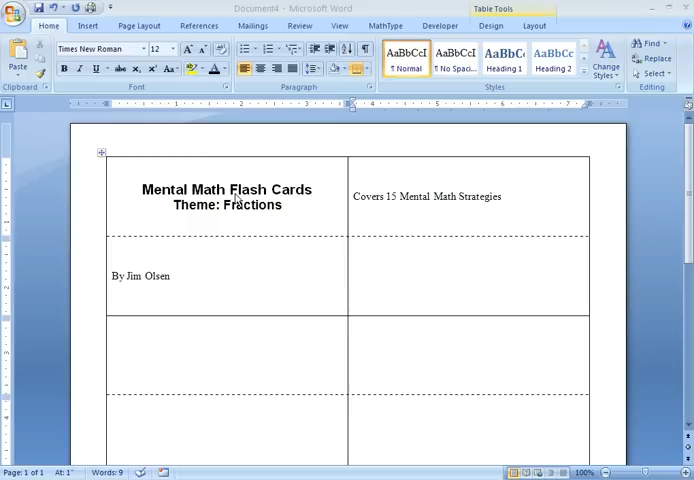 Document4 - Microsoft Word
Table Tools
Home Insert Page Layout References Mailings Review View MathType Developer Design Layout
Paste
Clipboard
Times New Roman 12
Font
Paragraph
AaBbCcI AaBbCcI AaBbC AaBbCc
¶ Normal ¶ No Spaci... Heading 1 Heading 2
Change Styles
Styles
Find
Replace
Select
Editing
Mental Math Flash Cards
Theme: Fractions
Covers 15 Mental Math Strategies
By Jim Olsen
Page: 1 of 1 At: 1" Words: 9 100%